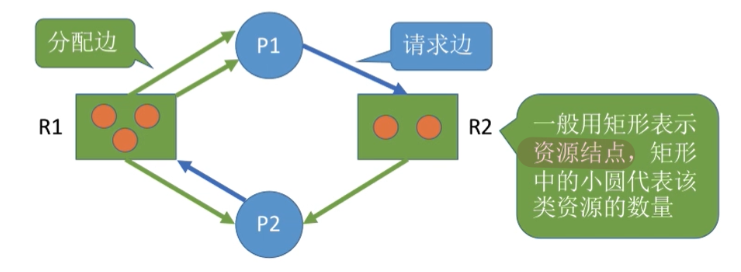 分配边
P1
请求边
R1
R2
一般用矩形表示
资源结点，矩形
中的小圆代表该
类资源的数量
P2